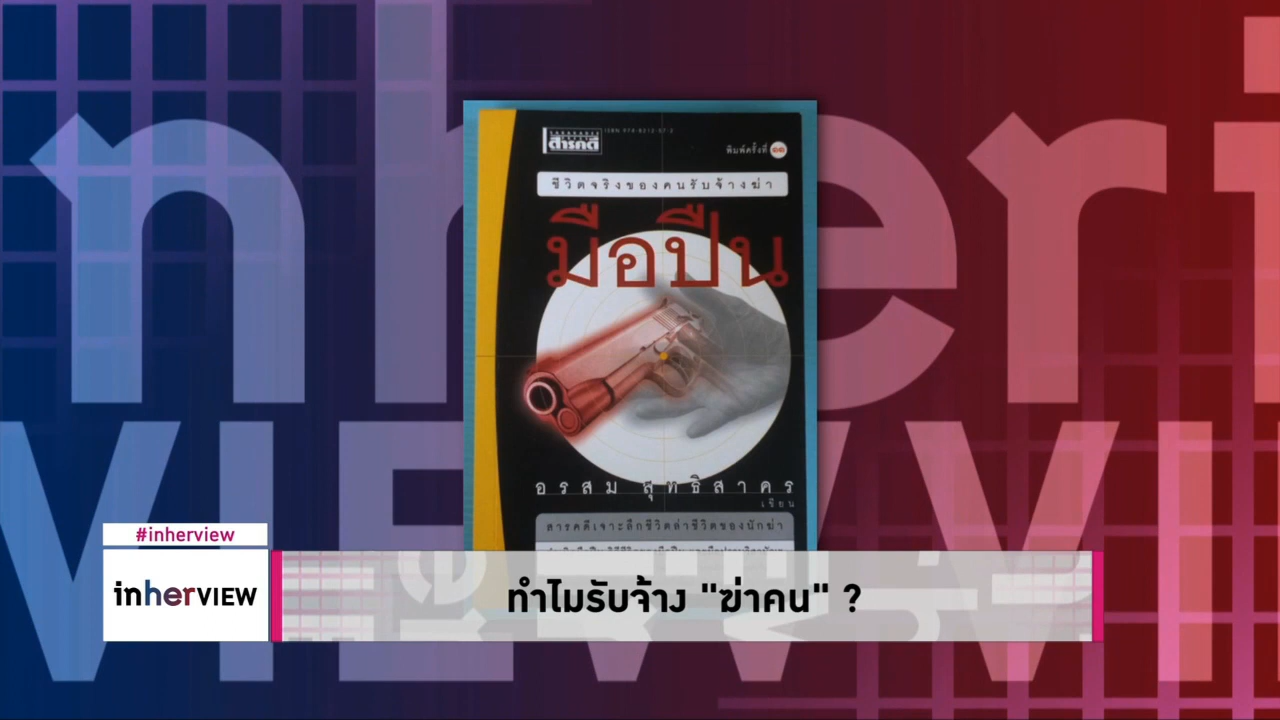 สารคดี
พิมพ์ครั้งที่ ๑๓
ชีวิตจริงของคนรับจ้างฆ่า
มือปืน
อรสม สุทธิสาคร
เขียน
สารคดีเจาะลึกชีวิตล่าชีวิตของนักฆ่า
#inherview
inherVIEW
ทำไมรับจ้าง "ฆ่าคน" ?
inheri
VIEWVI